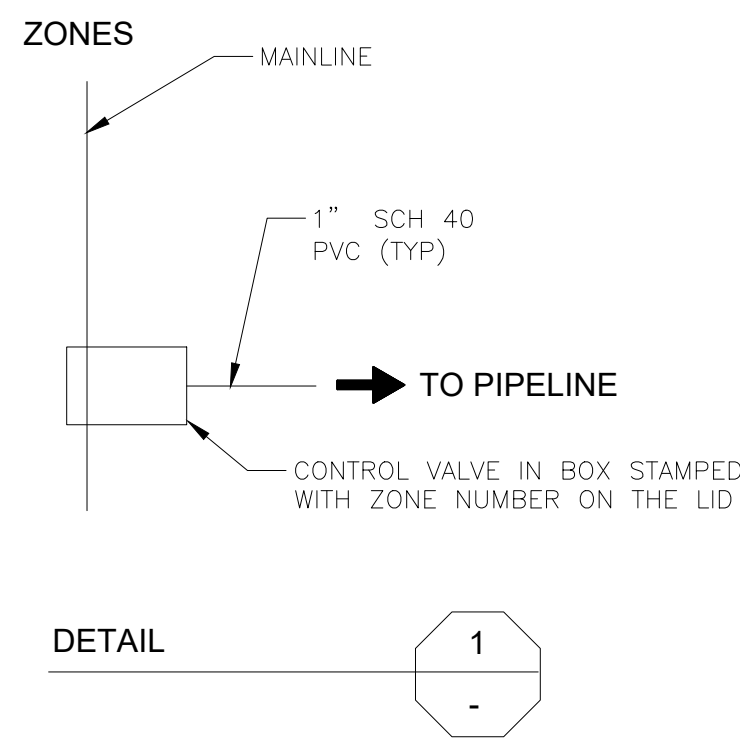 ZONES
MAINLINE
1” SCH 40
PVC (TYP)
TO PIPELINE
CONTROL VALVE IN BOX STAMPED
WITH ZONE NUMBER ON THE LID
DETAIL
1
-